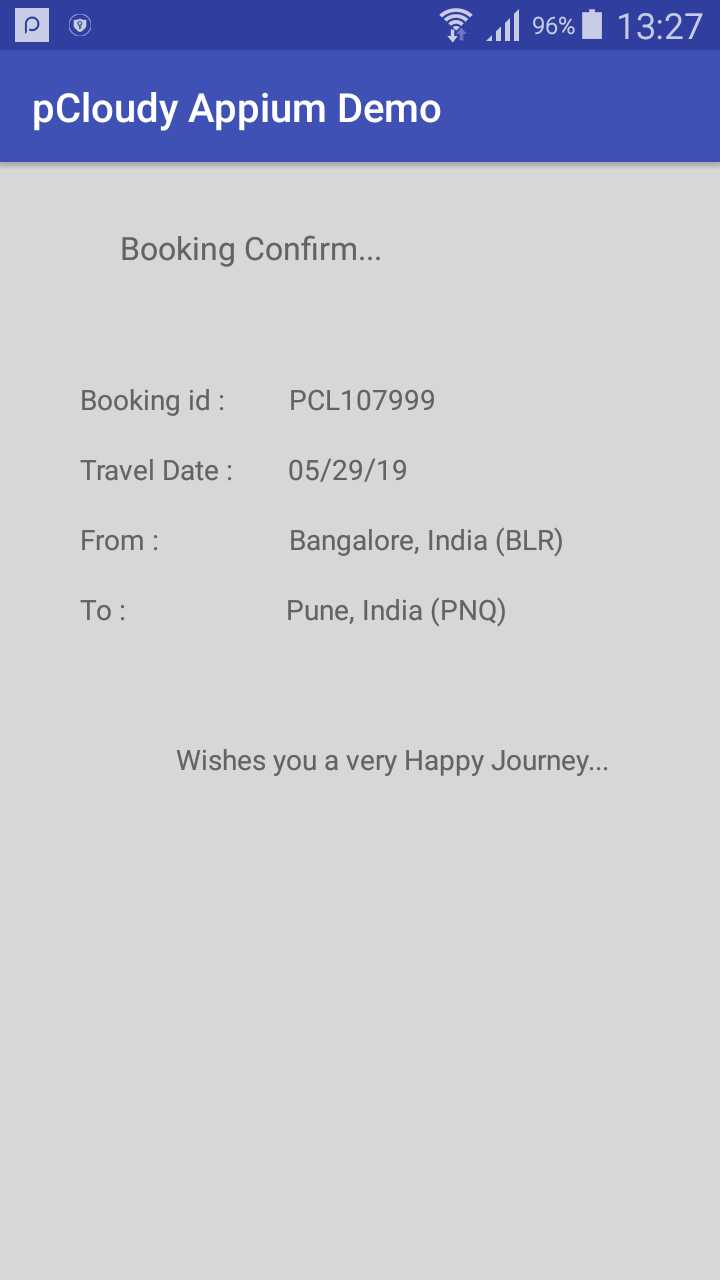 96% 13:27
pCloudy Appium Demo
Booking Confirm...
Booking id : PCL107999
Travel Date : 05/29/19
From : Bangalore, India (BLR)
To : Pune, India (PNQ)
Wishes you a very Happy Journey...